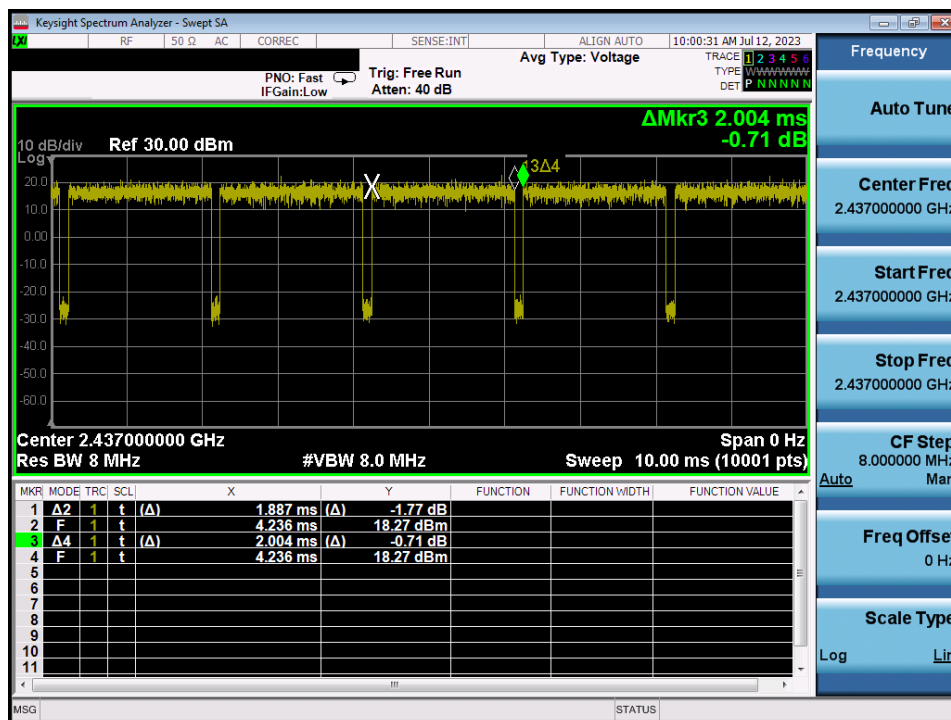 Keysight Spectrum Analyzer - Swept SA
LXI RF 50 Ω AC CORREC SENSE:INT ALIGN AUTO 10:00:31 AM Jul 12, 2023
Avg Type: Voltage TRACE 1 2 3 4 5 6
PNO: Fast Trig: Free Run TYPE WWWWWW
IFGain:Low Atten: 40 dB DET P N N N N N
Frequency
ΔMkr3 2.004 ms
-0.71 dB
10 dB/div Ref 30.00 dBm
Log
20.0
10.0
0.00
-10.0
-20.0
-30.0
-40.0
-50.0
-60.0
X
13Δ4
Center 2.437000000 GHz Span 0 Hz
Res BW 8 MHz #VBW 8.0 MHz Sweep 10.00 ms (10001 pts)
MKR MODE TRC SCL X Y FUNCTION FUNCTION WIDTH FUNCTION VALUE
1 Δ2 1 t (Δ) 1.887 ms (Δ) -1.77 dB
2 F 1 t 4.236 ms 18.27 dBm
3 Δ4 1 t (Δ) 2.004 ms (Δ) -0.71 dB
4 F 1 t 4.236 ms 18.27 dBm
5
6
7
8
9
10
11
MSG STATUS
Auto Tune
Center Freq
2.437000000 GHz
Start Freq
2.437000000 GHz
Stop Freq
2.437000000 GHz
CF Step
8.000000 MHz
Auto Man
Freq Offset
0 Hz
Scale Type
Log Lin